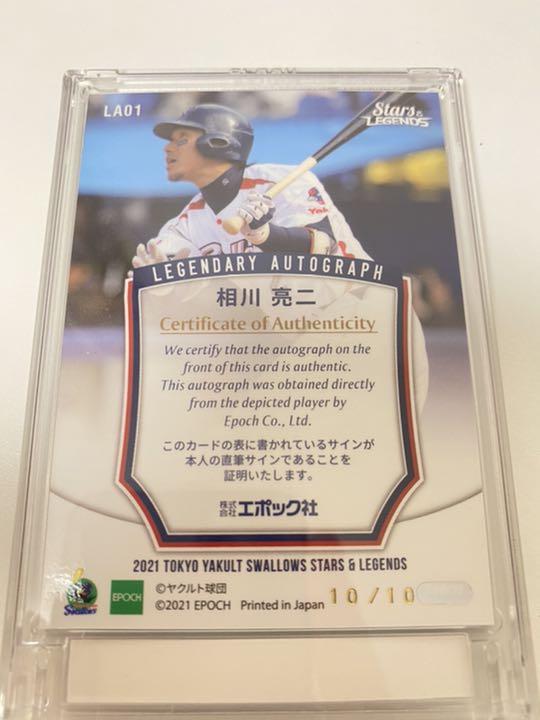 LA01
Stars &
LEGENDS
Yak
LEGENDARY AUTOGRAPH
相川 亮二
Certificate of Authenticity
We certify that the autograph on the
front of this card is authentic.
This autograph was obtained directly
from the depicted player by
Epoch Co., Ltd.
このカードの表に書かれているサインが
本人の直筆サインであることを
証明いたします。
株式会社エポック社
2021 TOKYO YAKULT SWALLOWS STARS & LEGENDS
Swallows
EPOCH
©ヤクルト球団
©2021 EPOCH Printed in Japan
10/10